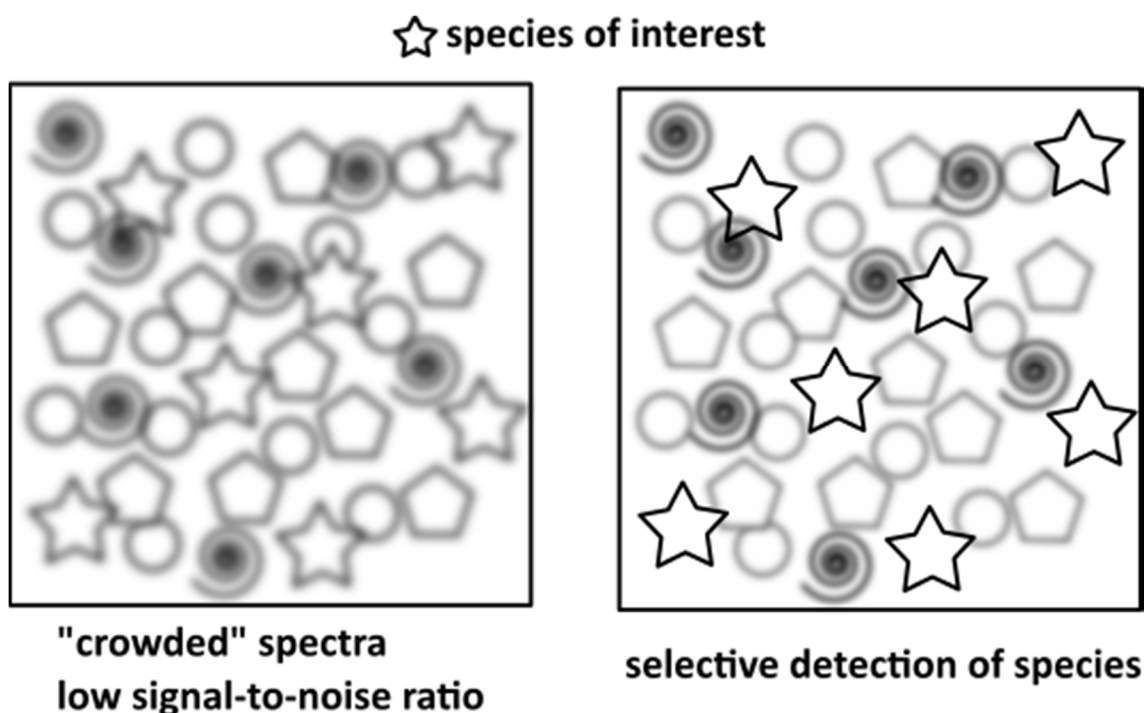 species of interest
"crowded" spectra
low signal-to-noise ratio
selective detection of species